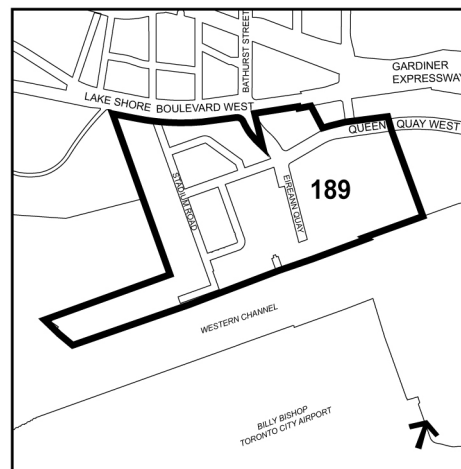 BATHURST STREET
GARDINER
EXPRESSWAY
LAKE SHORE BOULEVARD WEST
QUEEN QUAY WEST
STADIUM ROAD
EIREANN QUAY
189
WESTERN CHANNEL
BILLY BISHOP
TORONTO CITY AIRPORT